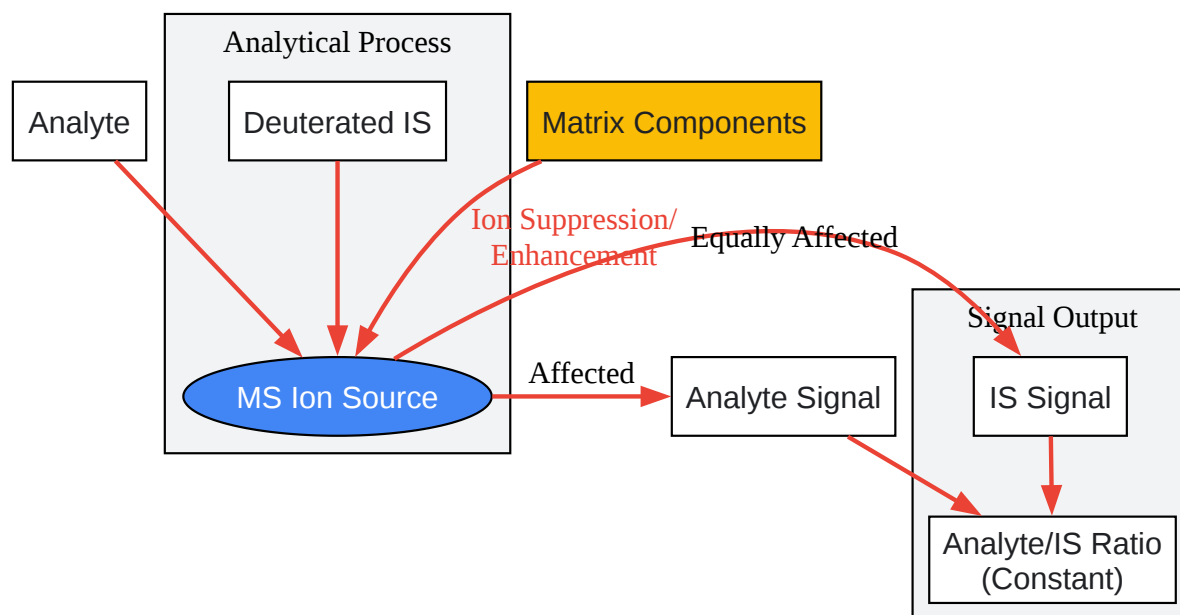 Analytical Process
Analyte
Deuterated IS
Matrix Components
Ion Suppression/
Enhancement
Equally Affected
Signal Output
MS Ion Source
Affected
Analyte Signal
IS Signal
Analyte/IS Ratio
(Constant)